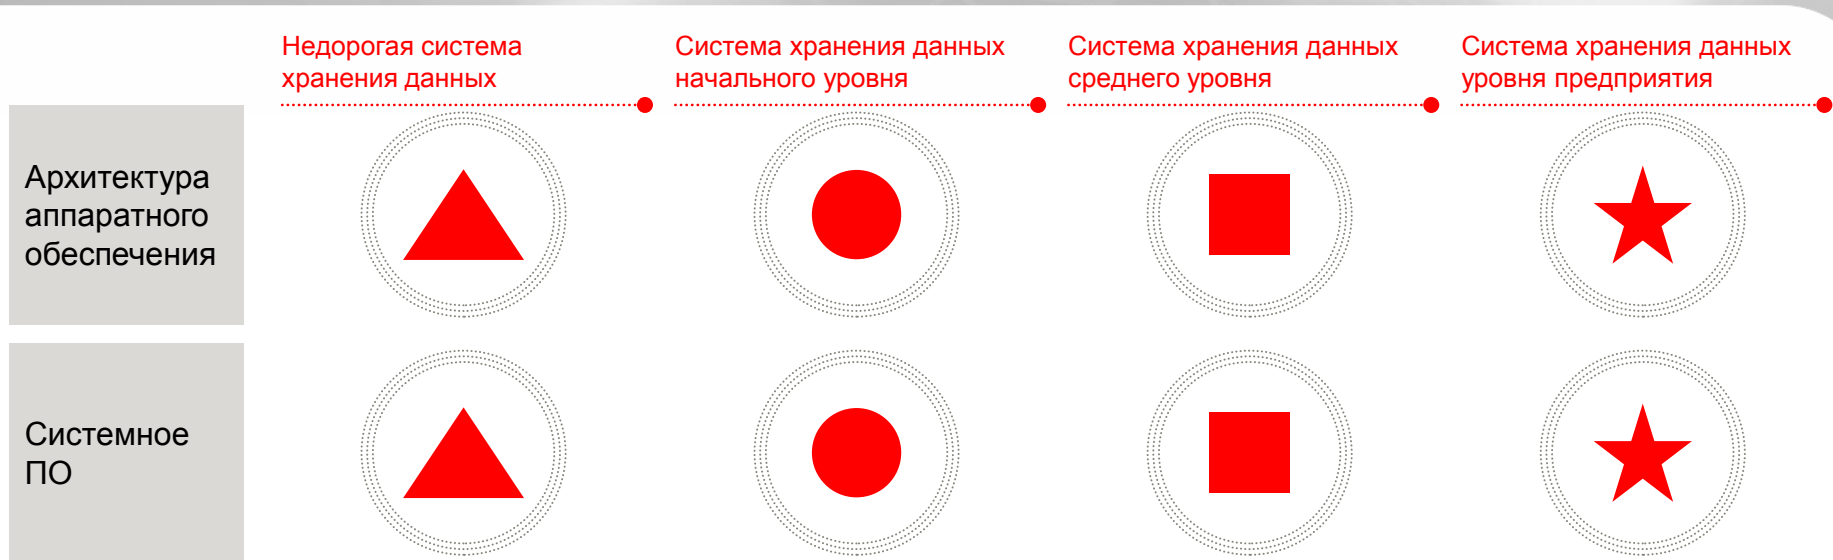 Недорогая система
хранения данных
Система хранения данных
начального уровня
Система хранения данных
среднего уровня
Система хранения данных
уровня предприятия
Архитектура
аппаратного
обеспечения
Системное
ПО